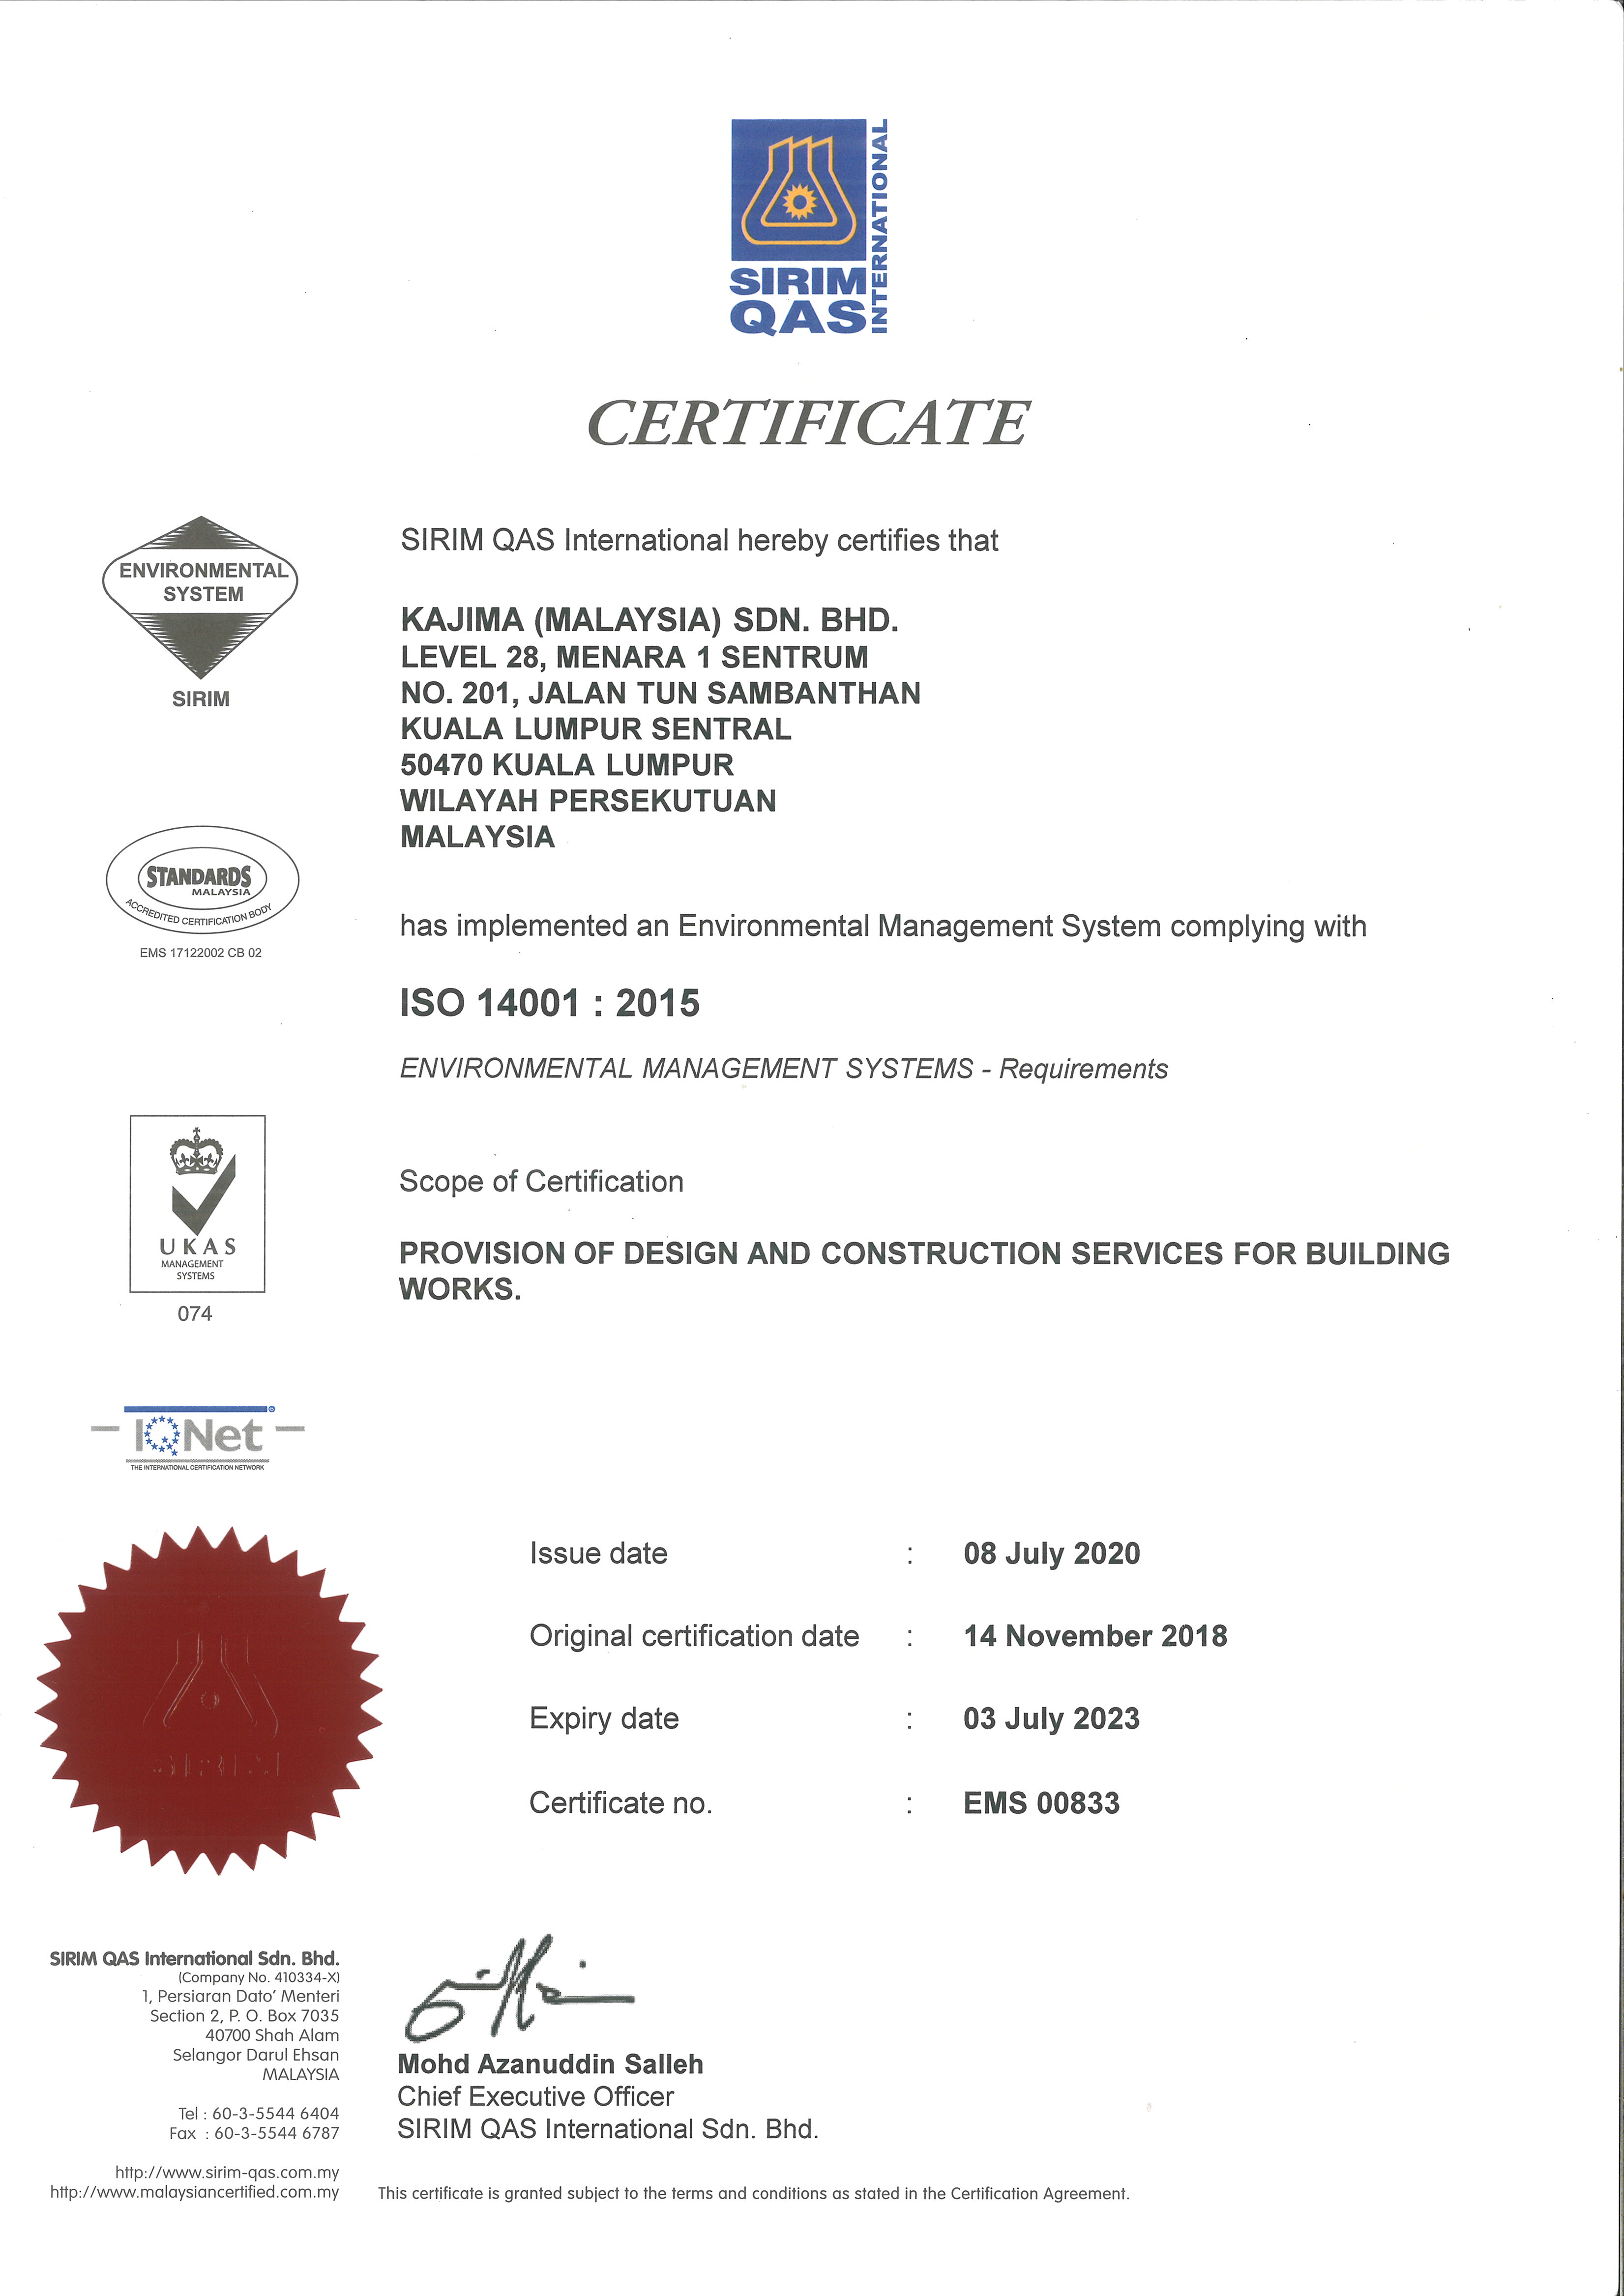 SIRIM
QAS
INTERNATIONAL
CERTIFICATE
ENVIRONMENTAL
SYSTEM
SIRIM
SIRIM QAS International hereby certifies that
KAJIMA (MALAYSIA) SDN. BHD.
LEVEL 28, MENARA 1 SENTRUM
NO. 201, JALAN TUN SAMBANTHAN
KUALA LUMPUR SENTRAL
50470 KUALA LUMPUR
WILAYAH PERSEKUTUAN
MALAYSIA
STANDARDS
MALAYSIA
ACCREDITED CERTIFICATION BODY
EMS 17122002 CB 02
has implemented an Environmental Management System complying with
ISO 14001 : 2015
ENVIRONMENTAL MANAGEMENT SYSTEMS - Requirements
UKAS
MANAGEMENT
SYSTEMS
074
Scope of Certification
PROVISION OF DESIGN AND CONSTRUCTION SERVICES FOR BUILDING
WORKS.
IQNet ®
THE INTERNATIONAL CERTIFICATION NETWORK
Issue date : 08 July 2020
Original certification date : 14 November 2018
Expiry date : 03 July 2023
Certificate no. : EMS 00833
SIRIM
SIRIM QAS International Sdn. Bhd.
(Company No. 410334-X)
1, Persiaran Dato' Menteri
Section 2, P. O. Box 7035
40700 Shah Alam
Selangor Darul Ehsan
MALAYSIA
Tel : 60-3-5544 6404
Fax : 60-3-5544 6787
http://www.sirim-qas.com.my
http://www.malaysiancertified.com.my
Mohd Azanuddin Salleh
Chief Executive Officer
SIRIM QAS International Sdn. Bhd.
This certificate is granted subject to the terms and conditions as stated in the Certification Agreement.